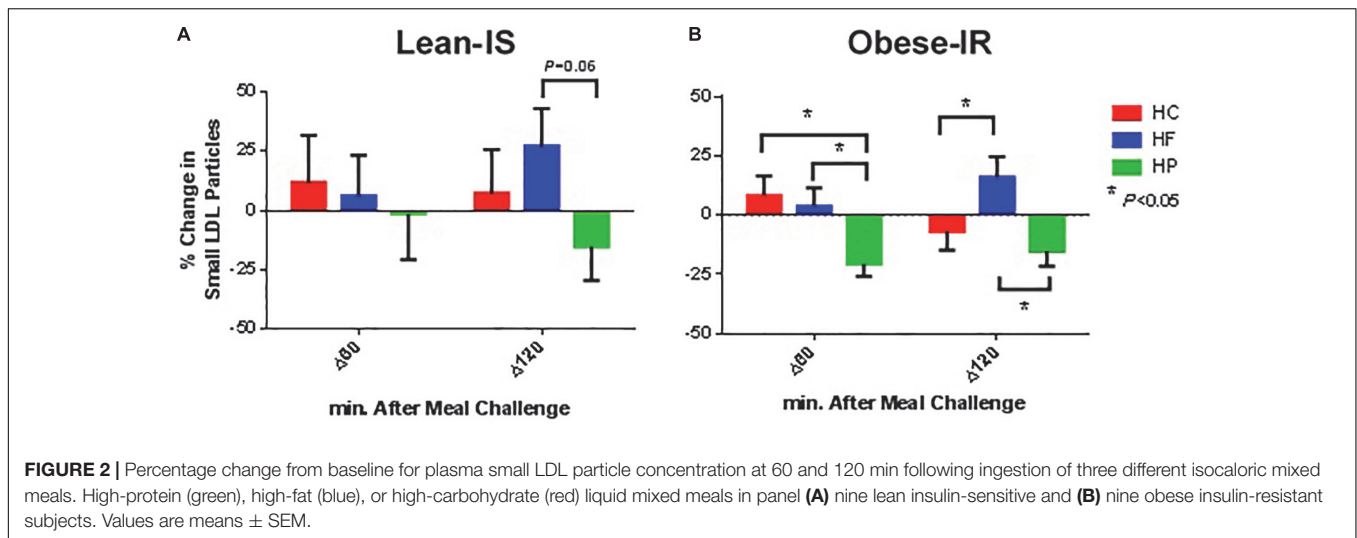 A
Lean-IS
P=0.06
50
25
0
-25
-50
% Change in
Small LDL Particles
Δ60
Δ120
min. After Meal Challenge
B
Obese-IR
50
25
0
-25
-50
*
*
*
*
Δ60
Δ120
min. After Meal Challenge
HC
HF
HP
* P<0.05
FIGURE 2 | Percentage change from baseline for plasma small LDL particle concentration at 60 and 120 min following ingestion of three different isocaloric mixed
meals. High-protein (green), high-fat (blue), or high-carbohydrate (red) liquid mixed meals in panel (A) nine lean insulin-sensitive and (B) nine obese insulin-resistant
subjects. Values are means ± SEM.